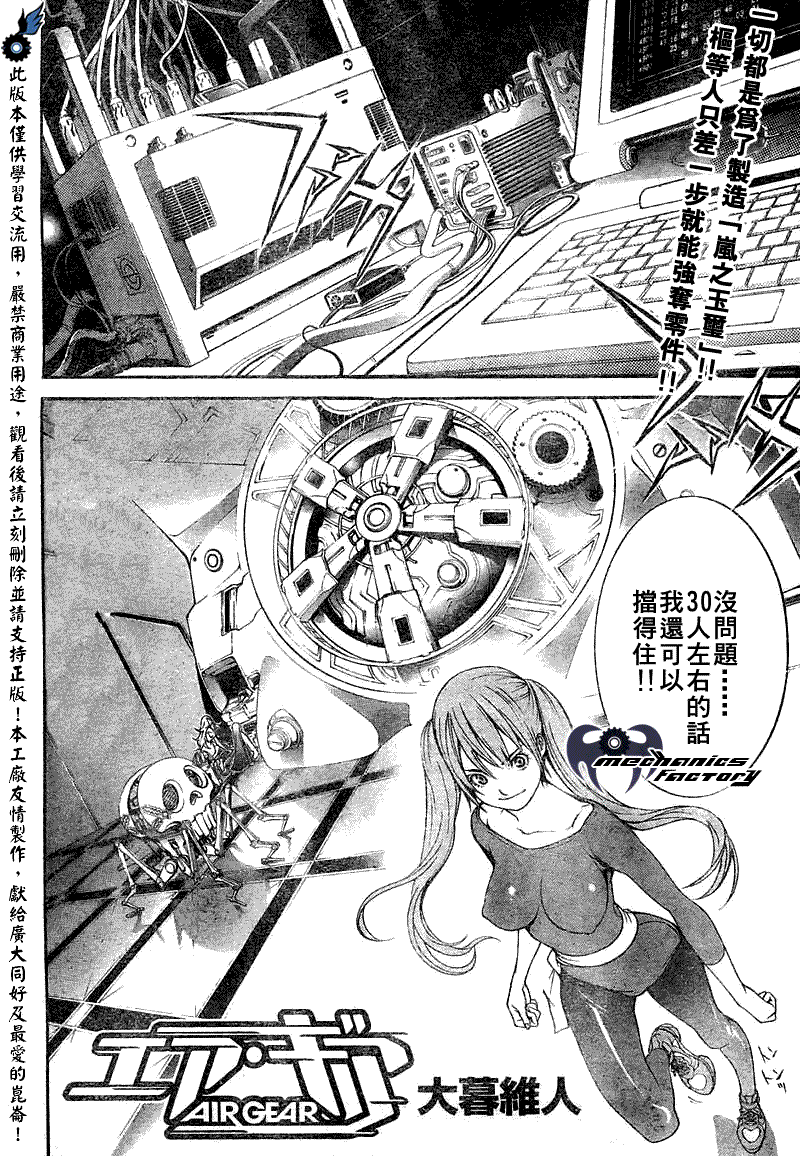 一切都是為了製造「嵐之玉璽」!!
樞等人只差一步就能強奪零件!!
沒問題……
30人左右的話
我還可以
擋得住!!
mechanics
Factory
此版本僅供學習交流用，嚴禁商業用途，觀看後請立刻刪除並請支持正版！本工廠友情製作，獻給廣大同好及最愛的崑崙！
エア・ギア
AIR GEAR
大暮維人